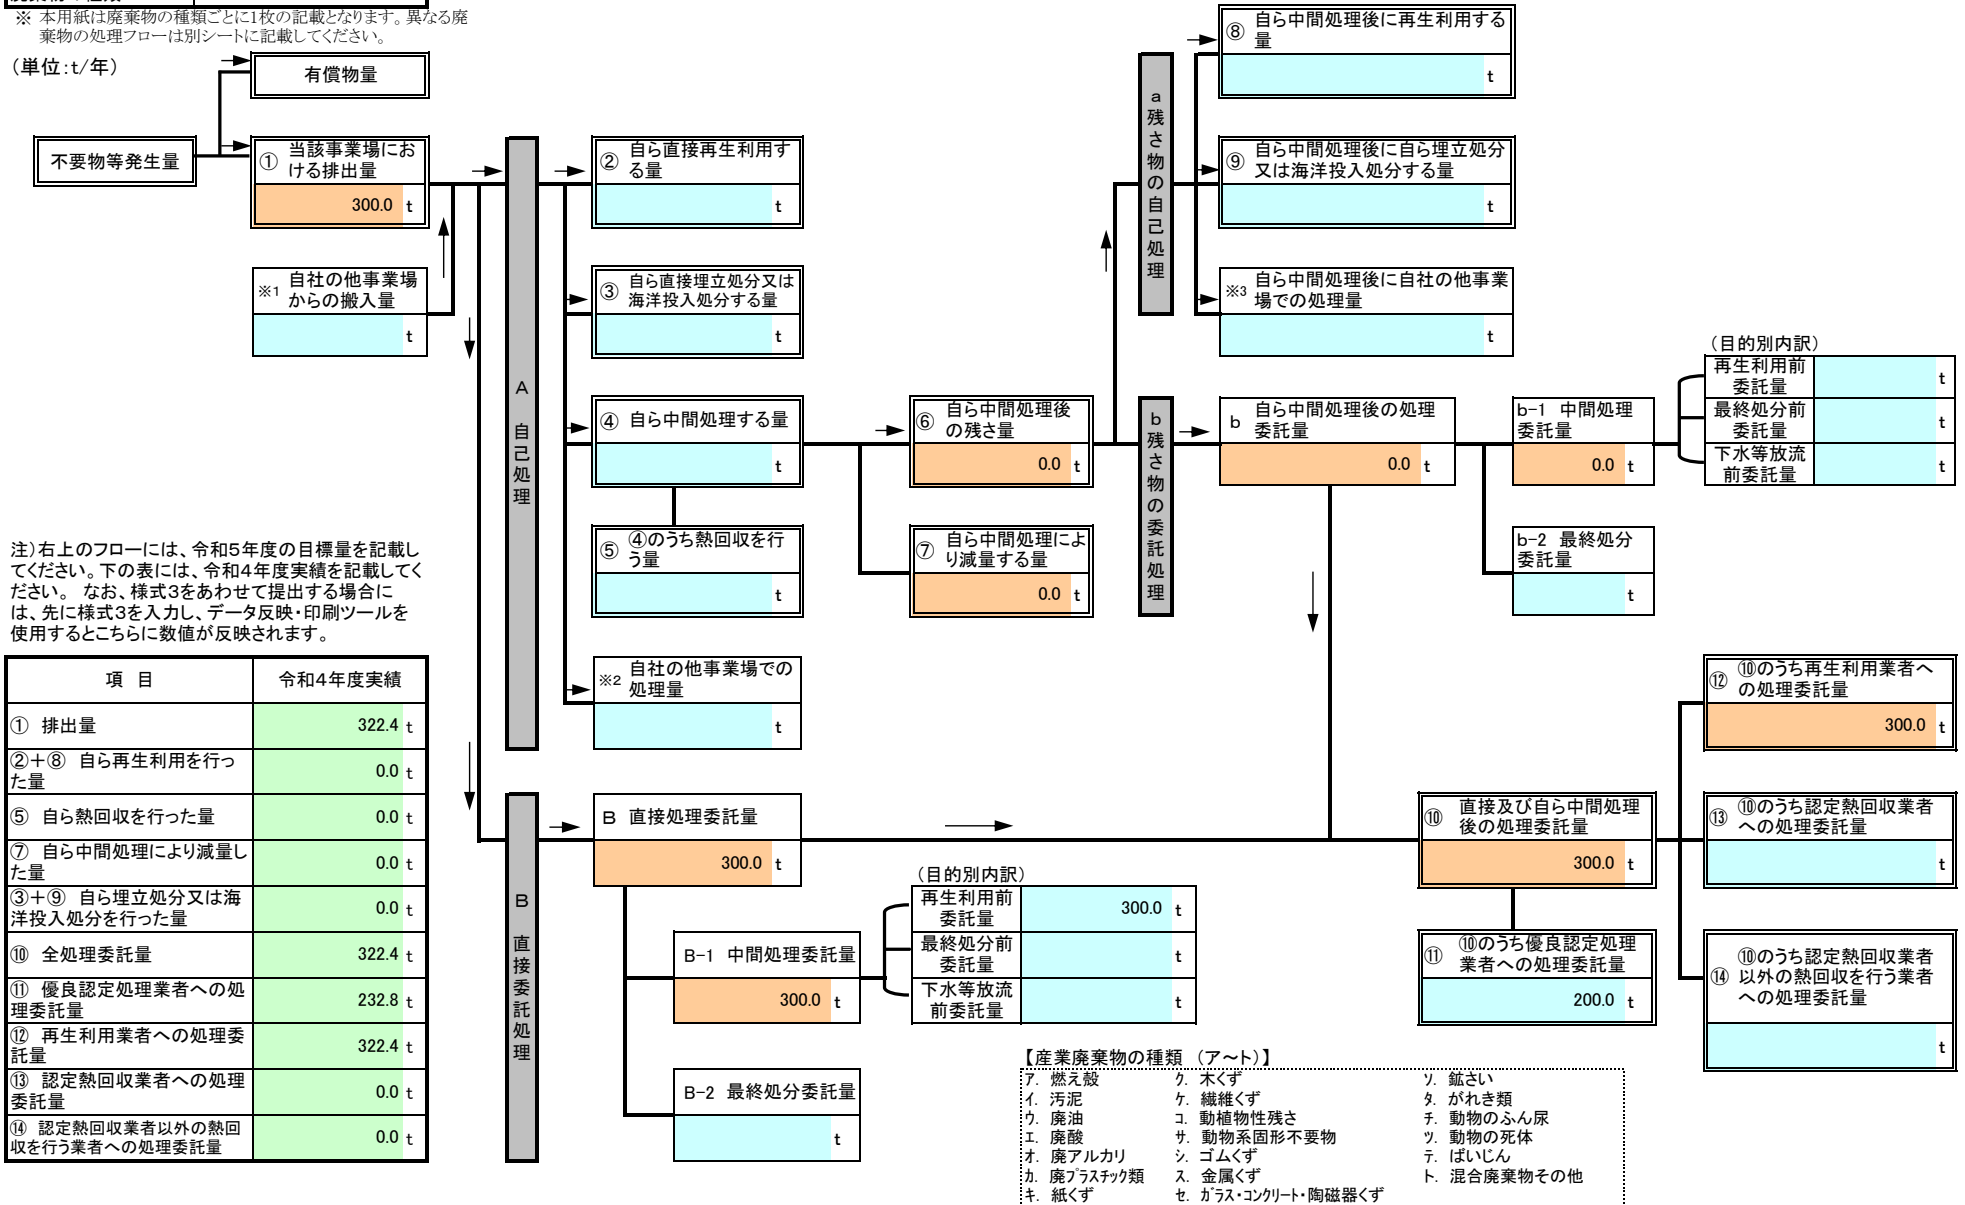 ※ 本用紙は廃棄物の種類ごとに1枚の記載となります。異なる廃
棄物の処理フローは別シートに記載してください。
（単位：t/年）
有償物量
不要物等発生量
① 当該事業場にお
ける排出量
300.0 t
※1 自社の他事業場
からの搬入量
t
A 自己処理
② 自ら直接再生利用す
る量
t
③ 自ら直接埋立処分又は
海洋投入処分する量
t
④ 自ら中間処理する量
t
⑤ ④のうち熱回収を行
う量
t
※2 自社の他事業場での
処理量
t
⑥ 自ら中間処理後
の残さ量
0.0 t
⑦ 自ら中間処理によ
り減量する量
0.0 t
a 残さ物の自己処理
⑧ 自ら中間処理後に再生利用する
量
t
⑨ 自ら中間処理後に自ら埋立処分
又は海洋投入処分する量
t
※3 自ら中間処理後に自社の他事業
場での処理量
t
b 残さ物の委託処理
b 自ら中間処理後の処理
委託量
0.0 t
b-1 中間処理
委託量
0.0 t
b-2 最終処分
委託量
t
（目的別内訳）
再生利用前
委託量
t
最終処分前
委託量
t
下水等放流
前委託量
t
注）右上のフローには、令和５年度の目標量を記載し
てください。下の表には、令和４年度実績を記載してく
ださい。 なお、様式３をあわせて提出する場合に
は、先に様式３を入力し、データ反映・印刷ツールを
使用するとこちらに数値が反映されます。
項 目 令和４年度実績
① 排出量 322.4 t
②＋⑧ 自ら再生利用を行っ
た量
0.0 t
⑤ 自ら熱回収を行った量 0.0 t
⑦ 自ら中間処理により減量し
た量
0.0 t
③＋⑨ 自ら埋立処分又は海
洋投入処分を行った量
0.0 t
⑩ 全処理委託量 322.4 t
⑪ 優良認定処理業者への処
理委託量
232.8 t
⑫ 再生利用業者への処理委
託量
322.4 t
⑬ 認定熱回収業者への処理
委託量
0.0 t
⑭ 認定熱回収業者以外の熱回
収を行う業者への処理委託量
0.0 t
B 直接委託処理
B 直接処理委託量
300.0 t
B-1 中間処理委託量
300.0 t
B-2 最終処分委託量
t
（目的別内訳）
再生利用前
委託量
300.0 t
最終処分前
委託量
t
下水等放流
前委託量
t
⑩ 直接及び自ら中間処理
後の処理委託量
300.0 t
⑪ ⑩のうち優良認定処理
業者への処理委託量
200.0 t
⑫ ⑩のうち再生利用業者へ
の処理委託量
300.0 t
⑬ ⑩のうち認定熱回収業者
への処理委託量
t
⑭ ⑩のうち認定熱回収業者
以外の熱回収を行う業者
への処理委託量
t
【産業廃棄物の種類 （ア～ト）】
ア. 燃え殻 ク. 木くず ソ. 鉱さい
イ. 汚泥 ケ. 繊維くず タ. がれき類
ウ. 廃油 コ. 動植物性残さ チ. 動物のふん尿
エ. 廃酸 サ. 動物系固形不要物 ツ. 動物の死体
オ. 廃アルカリ シ. ゴムくず テ. ばいじん
カ. 廃プラスチック類 ス. 金属くず ト. 混合廃棄物その他
キ. 紙くず セ. ガラス・コンクリート・陶磁器くず